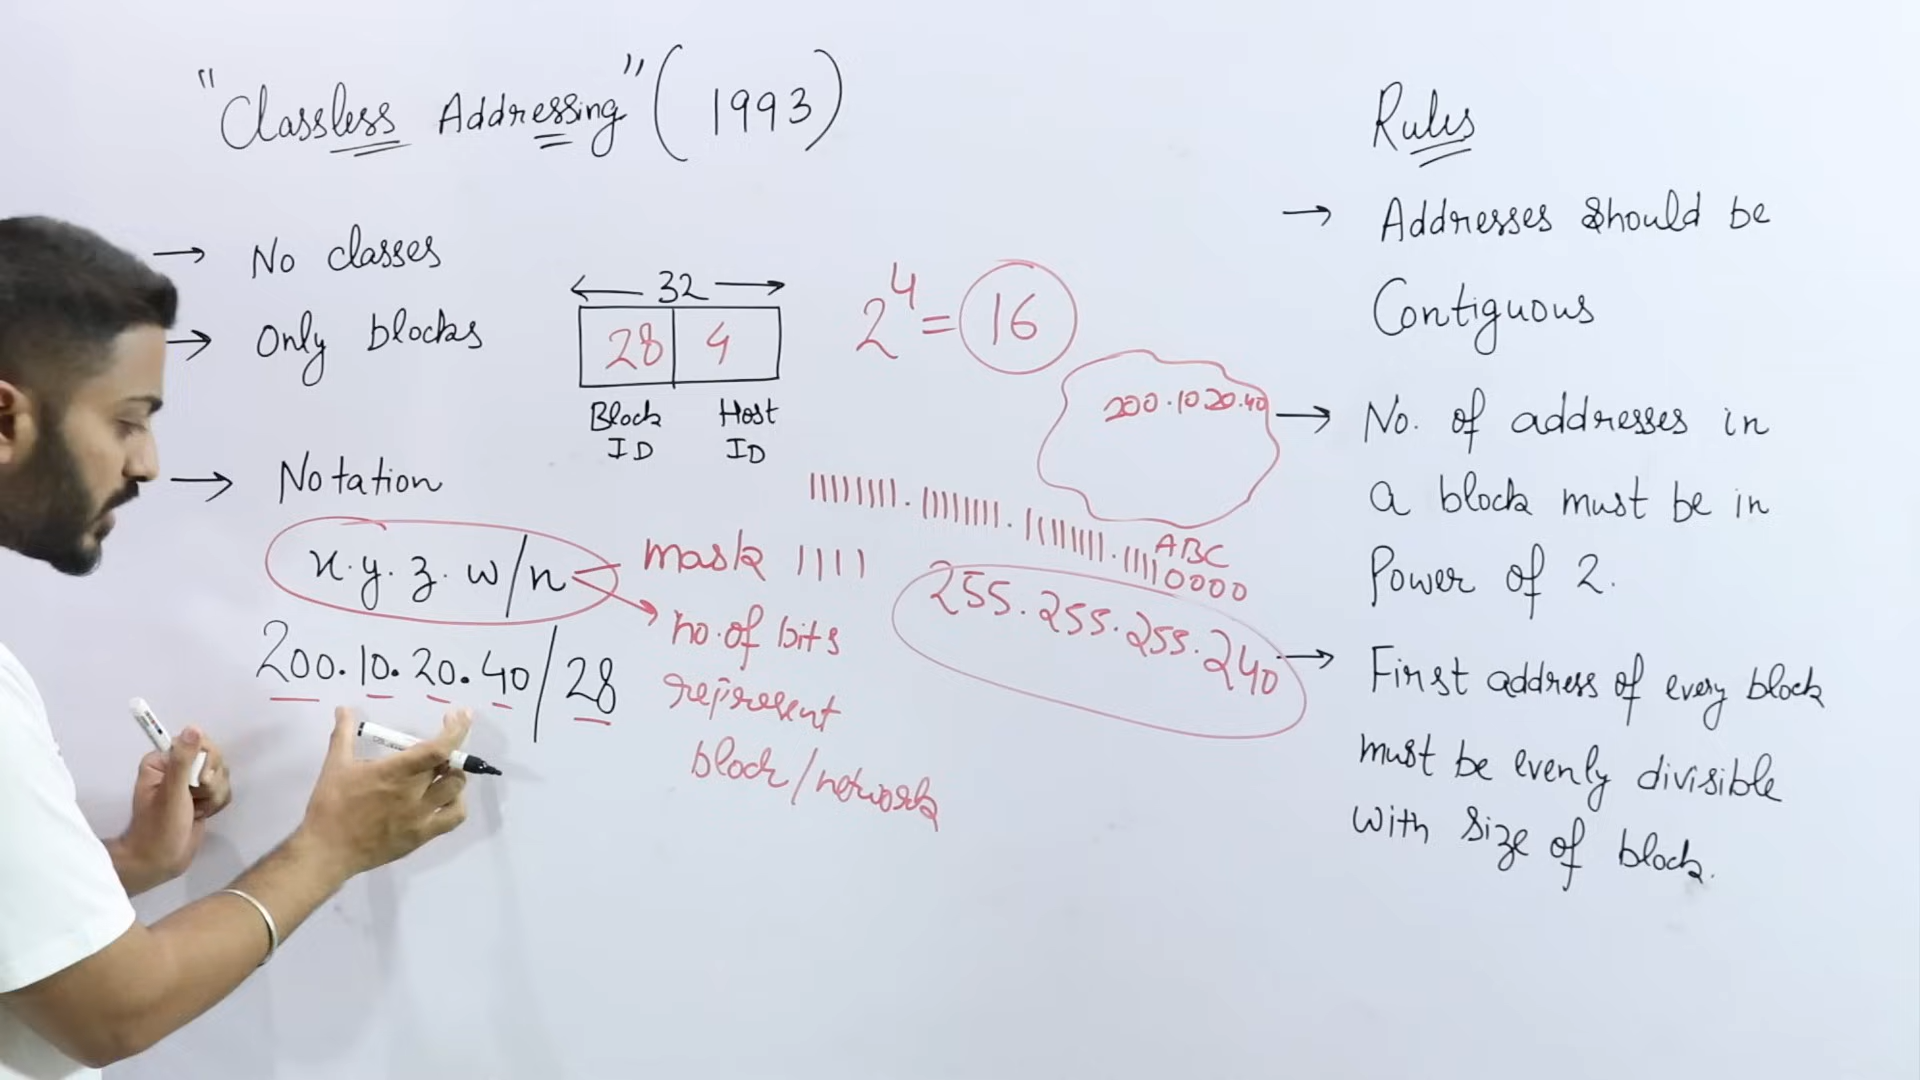 "Classless Addressing" (1993)
→ No classes
→ Only blocks
32
28 4
Block ID
Host ID
2^4 = 16
200.10.20.40
→ Notation
x.y.z.w/n
mask 1111
no. of bits
represent
block/network
200.10.20.40/28
11111111.11111111.11111111.11110000
ABC
255.255.255.240
Rules
→ Addresses should be
Contiguous
→ No. of addresses in
a block must be in
Power of 2.
→ First address of every block
must be evenly divisible
with size of block.